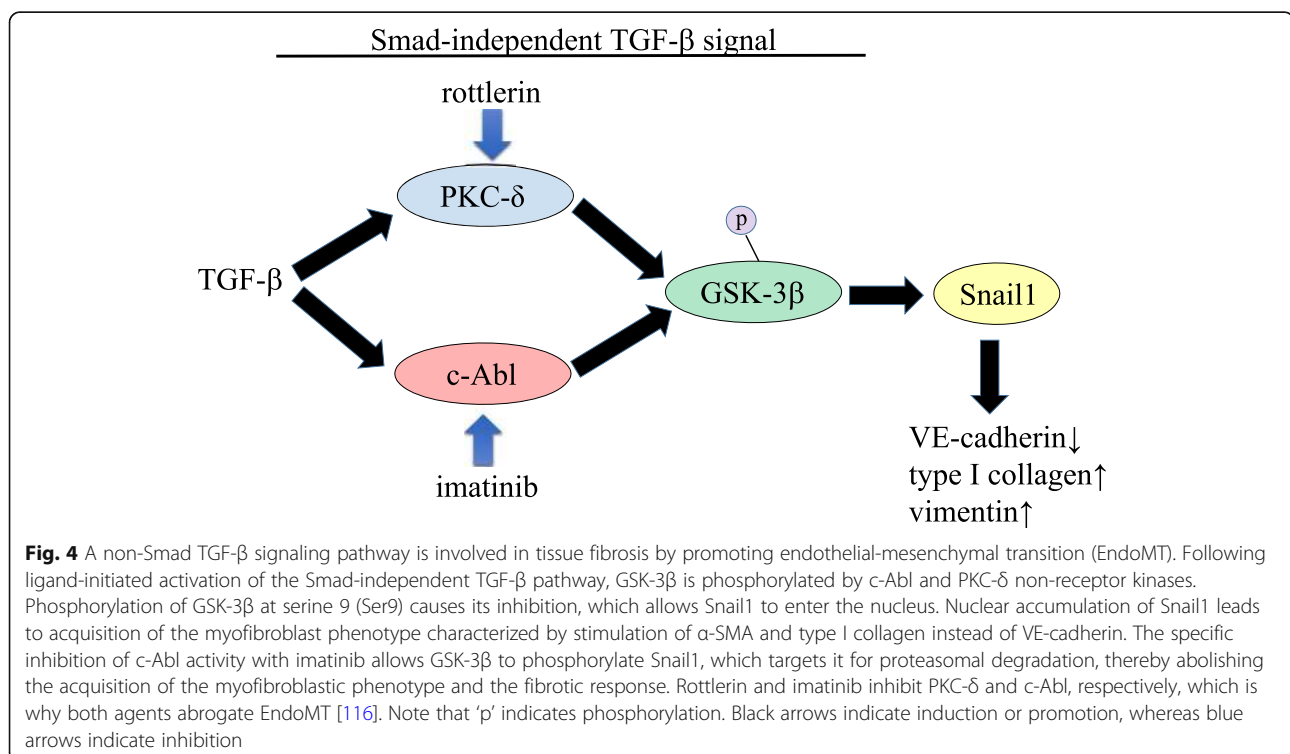 Smad-independent TGF-β signal
rottlerin
PKC-δ
p
TGF-β
GSK-3β
Snail1
c-Abl
VE-cadherin↓
type I collagen↑
vimentin↑
imatinib
Fig. 4 A non-Smad TGF-β signaling pathway is involved in tissue fibrosis by promoting endothelial-mesenchymal transition (EndoMT). Following
ligand-initiated activation of the Smad-independent TGF-β pathway, GSK-3β is phosphorylated by c-Abl and PKC-δ non-receptor kinases.
Phosphorylation of GSK-3β at serine 9 (Ser9) causes its inhibition, which allows Snail1 to enter the nucleus. Nuclear accumulation of Snail1 leads
to acquisition of the myofibroblast phenotype characterized by stimulation of α-SMA and type I collagen instead of VE-cadherin. The specific
inhibition of c-Abl activity with imatinib allows GSK-3β to phosphorylate Snail1, which targets it for proteasomal degradation, thereby abolishing
the acquisition of the myofibroblastic phenotype and the fibrotic response. Rottlerin and imatinib inhibit PKC-δ and c-Abl, respectively, which is
why both agents abrogate EndoMT [116]. Note that ‘p’ indicates phosphorylation. Black arrows indicate induction or promotion, whereas blue
arrows indicate inhibition